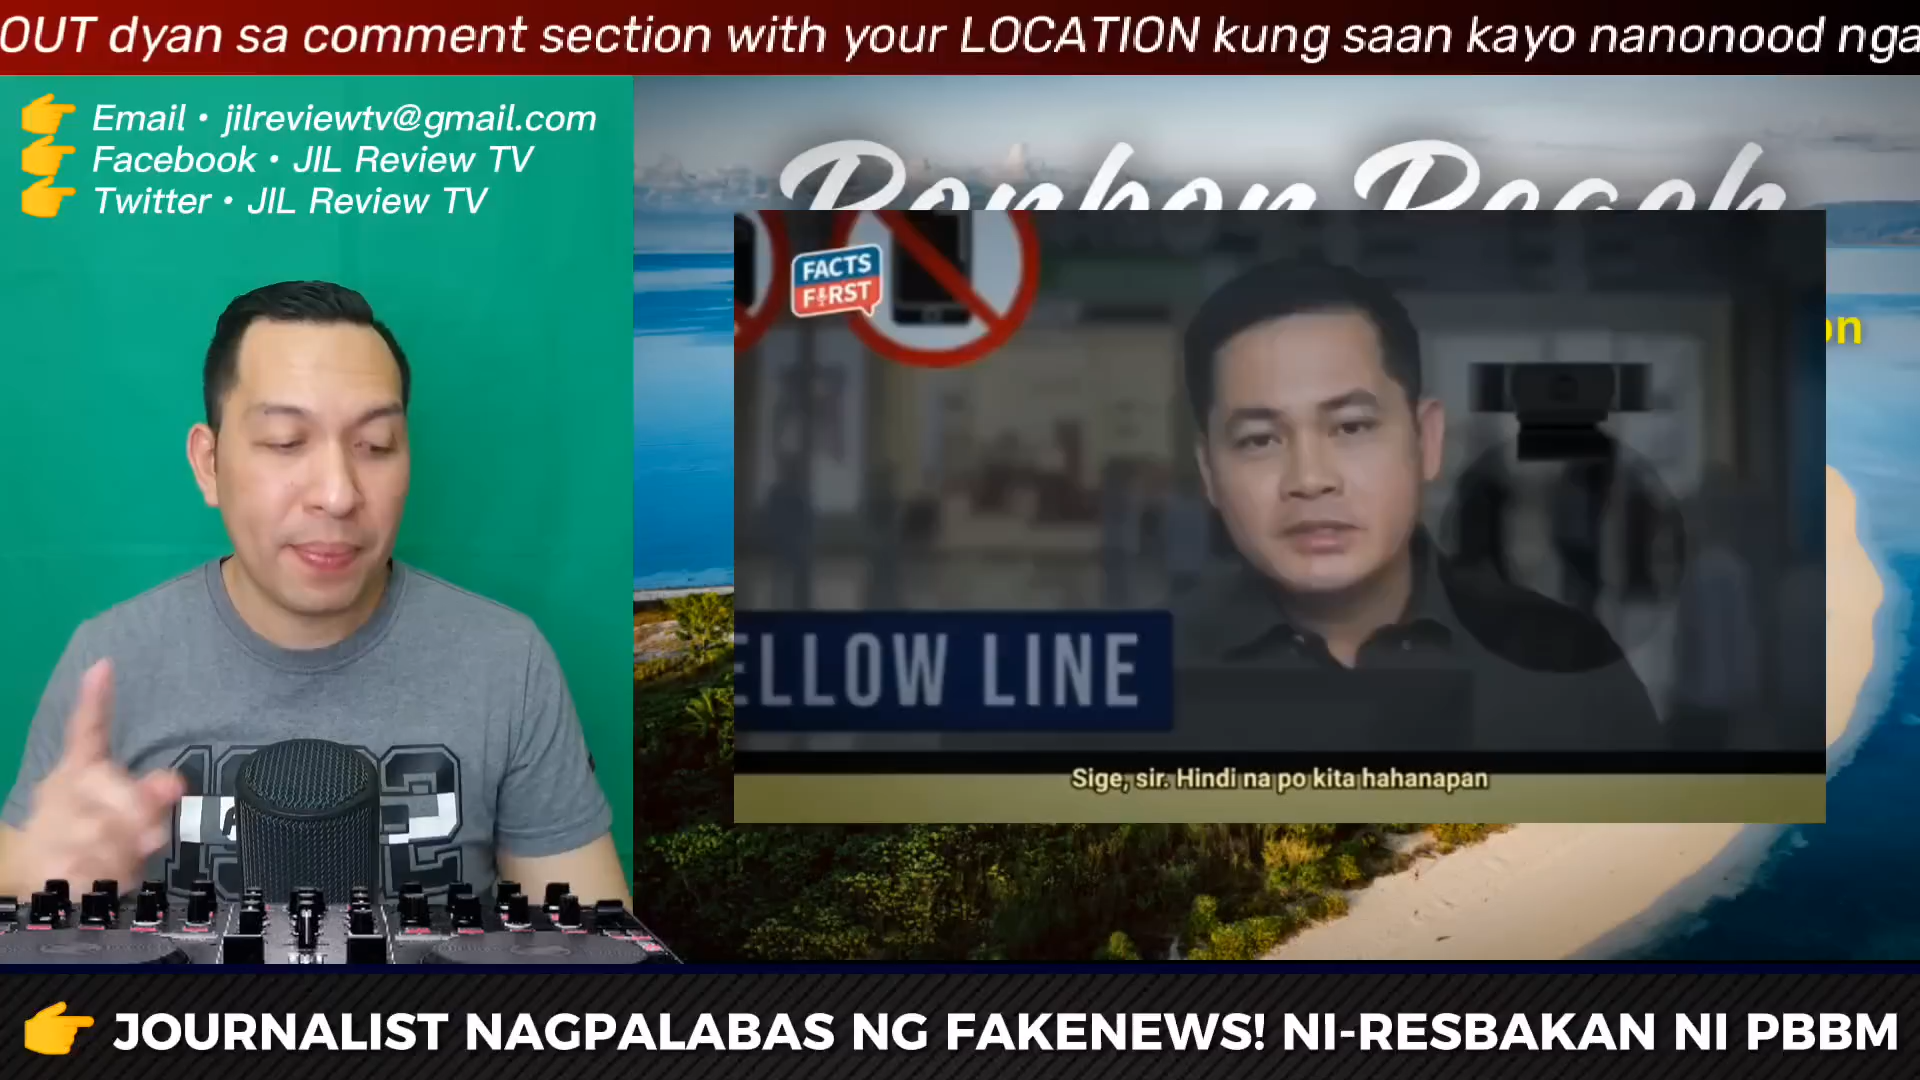 OUT dyan sa comment section with your LOCATION kung saan kayo nanonood nga
👉 Email • jilreviewtv@gmail.com
👉 Facebook • JIL Review TV
👉 Twitter • JIL Review TV
FACTS
FIRST
ELLOW LINE
Sige, sir. Hindi na po kita hahanapan
👉 JOURNALIST NAGPALABAS NG FAKENEWS! NI-RESBAKAN NI PBBM